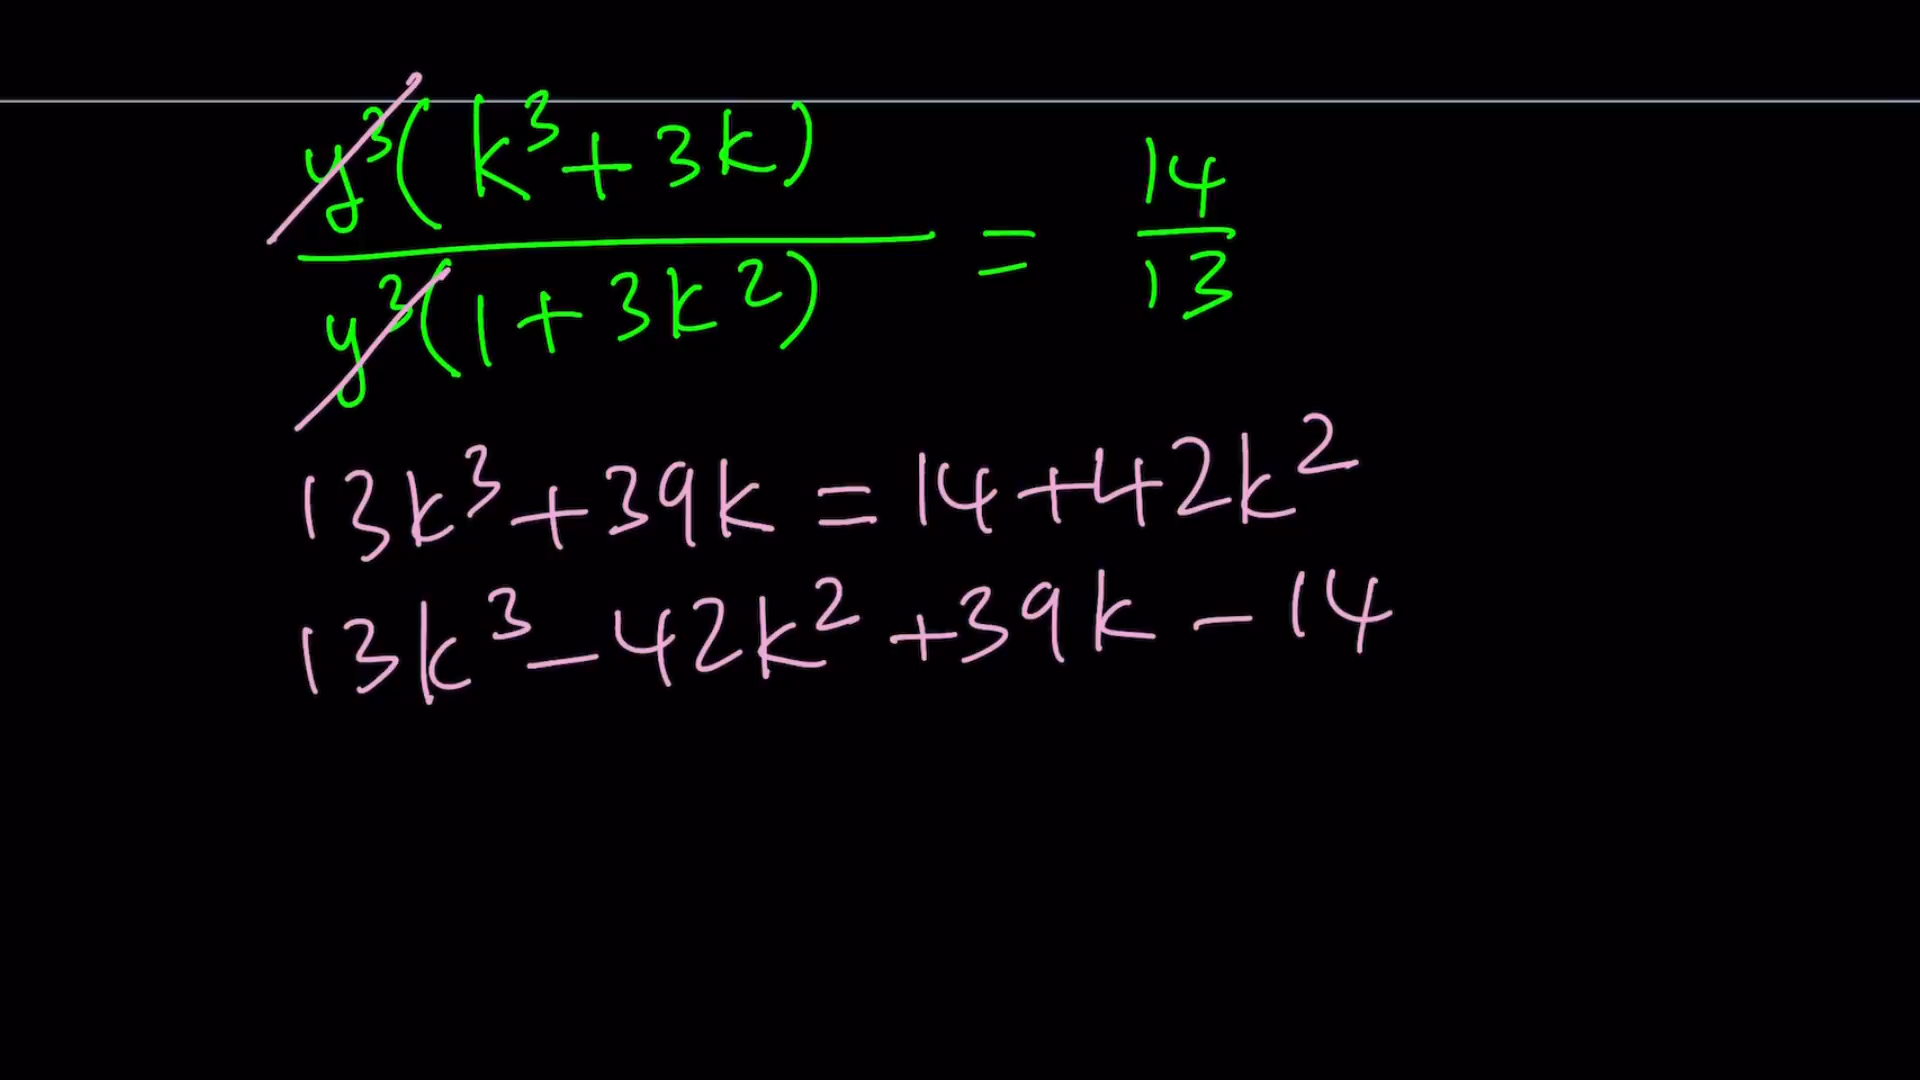 y³(k³+3k) / y³(1+3k²) = 14/13
13k³+39k=14+42k²
13k³-42k²+39k-14